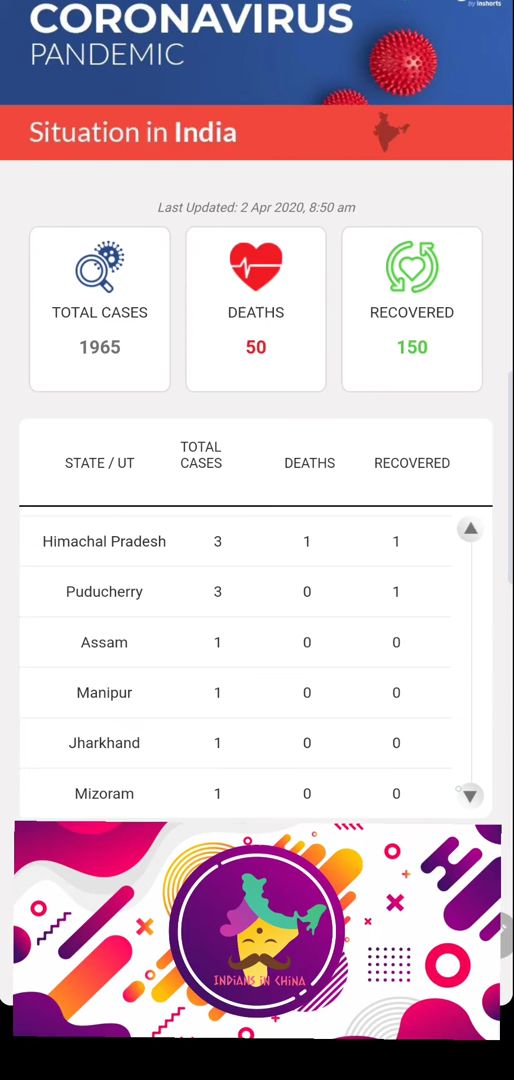 by inshorts
CORONAVIRUS
PANDEMIC
Situation in India
Last Updated: 2 Apr 2020, 8:50 am
TOTAL CASES DEATHS RECOVERED
1965 50 150
STATE / UT TOTAL CASES DEATHS RECOVERED
Himachal Pradesh 3 1 1
Puducherry 3 0 1
Assam 1 0 0
Manipur 1 0 0
Jharkhand 1 0 0
Mizoram 1 0 0
INDIANS IN CHINA